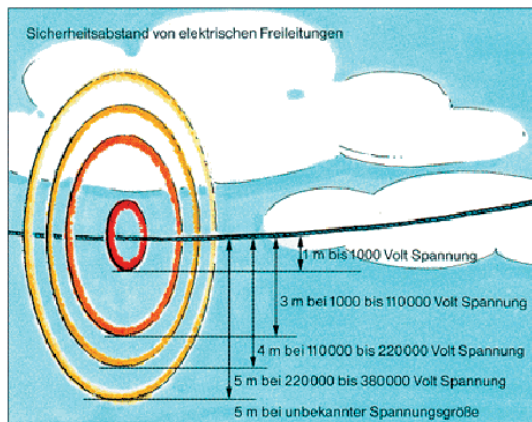 Sicherheitsabstand von elektrischen Freileitungen
1 m bis 1000 Volt Spannung
3 m bei 1000 bis 110000 Volt Spannung
4 m bei 110000 bis 220000 Volt Spannung
5 m bei 220000 bis 380000 Volt Spannung
5 m bei unbekannter Spannungsgröße